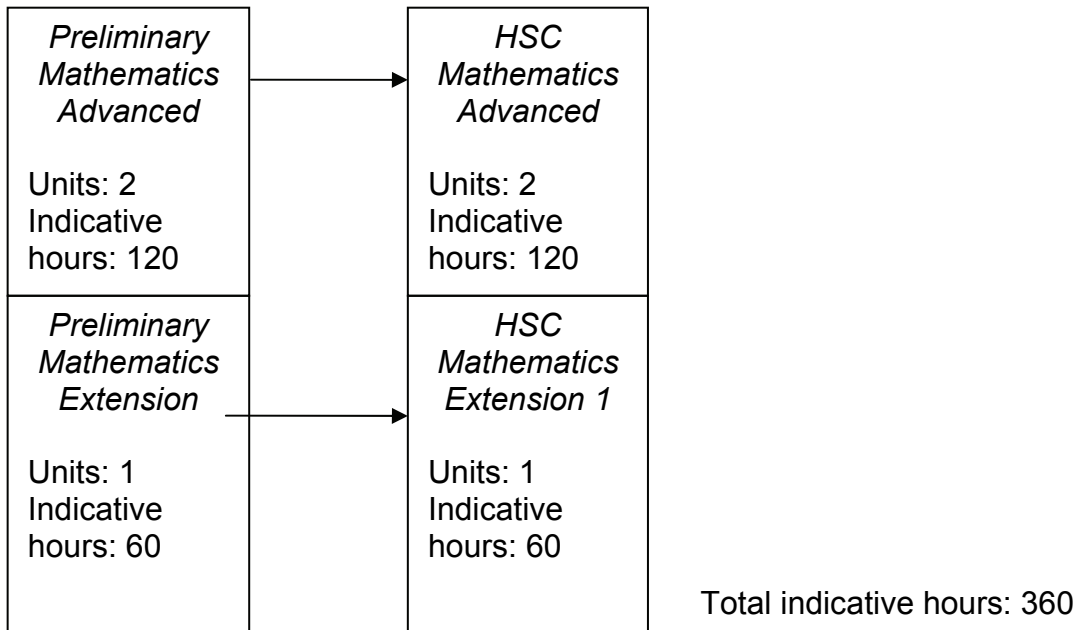 Preliminary
Mathematics
Advanced
Units: 2
Indicative
hours: 120
HSC
Mathematics
Advanced
Units: 2
Indicative
hours: 120
Preliminary
Mathematics
Extension
Units: 1
Indicative
hours: 60
HSC
Mathematics
Extension 1
Units: 1
Indicative
hours: 60
Total indicative hours: 360